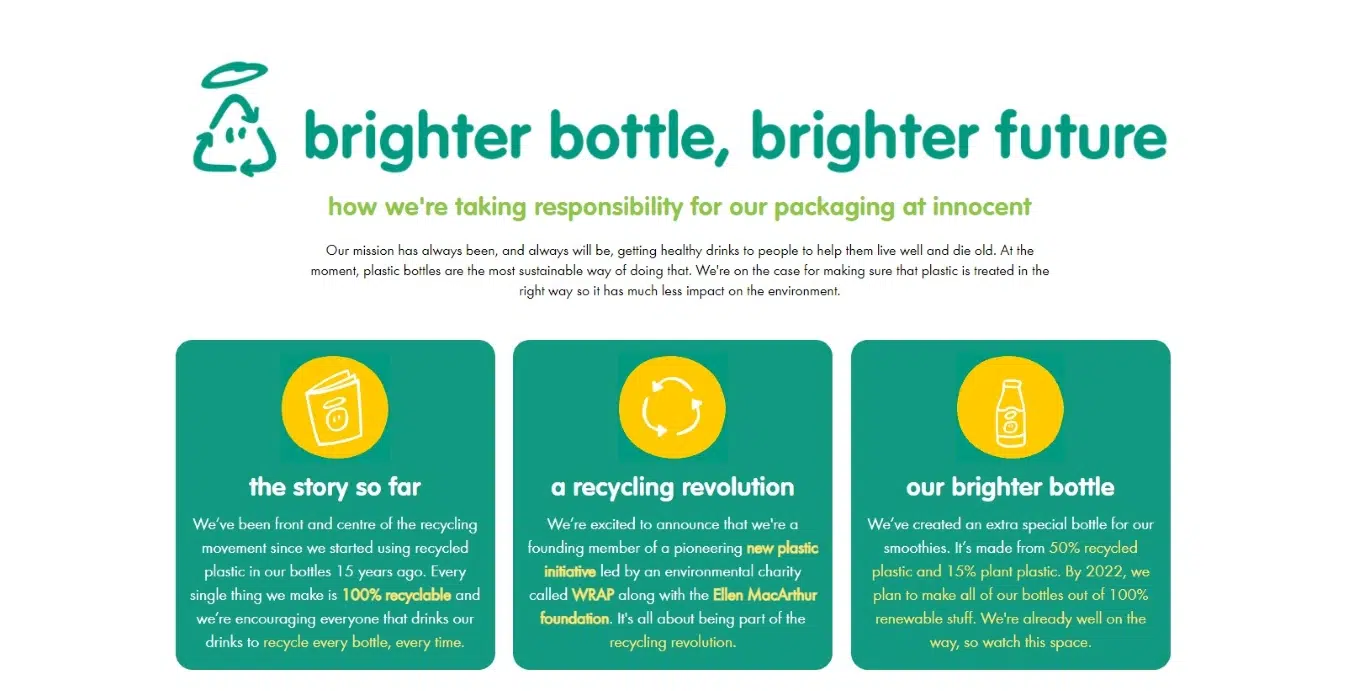 brighter bottle, brighter future
how we're taking responsibility for our packaging at innocent
Our mission has always been, and always will be, getting healthy drinks to people to help them live well and die old. At the
moment, plastic bottles are the most sustainable way of doing that. We're on the case for making sure that plastic is treated in the
right way so it has much less impact on the environment.
the story so far
We’ve been front and centre of the recycling
movement since we started using recycled
plastic in our bottles 15 years ago. Every
single thing we make is 100% recyclable and
we’re encouraging everyone that drinks our
drinks to recycle every bottle, every time.
a recycling revolution
We’re excited to announce that we're a
founding member of a pioneering new plastic
initiative led by an environmental charity
called WRAP along with the Ellen MacArthur
foundation. It's all about being part of the
recycling revolution.
our brighter bottle
We’ve created an extra special bottle for our
smoothies. It’s made from 50% recycled
plastic and 15% plant plastic. By 2022, we
plan to make all of our bottles out of 100%
renewable stuff. We're already well on the
way, so watch this space.